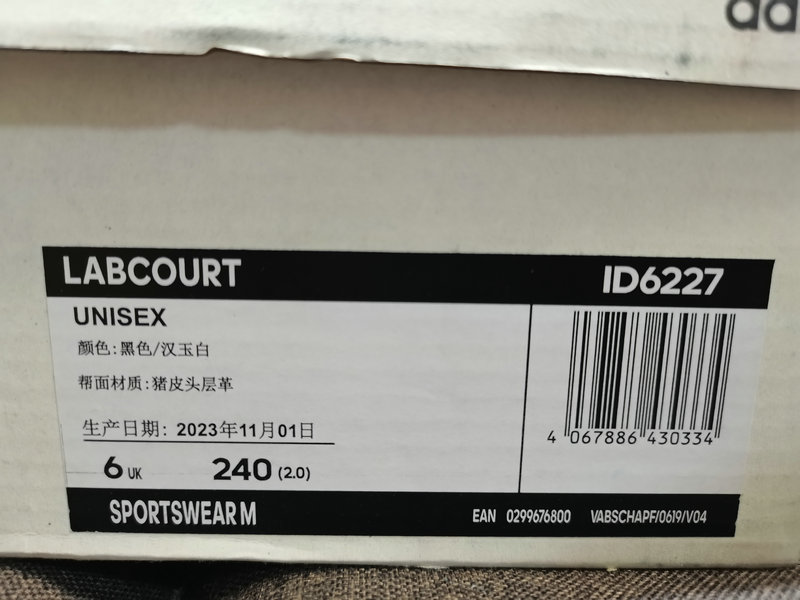 LABCOURT ID6227
UNISEX
颜色:黑色/汉玉白
帮面材质:猪皮头层革
生产日期: 2023年11月01日
6 UK 240 (2.0)
4 067886 430334
SPORTSWEAR M EAN 0299676800 VABSCHAPF/0619/V04